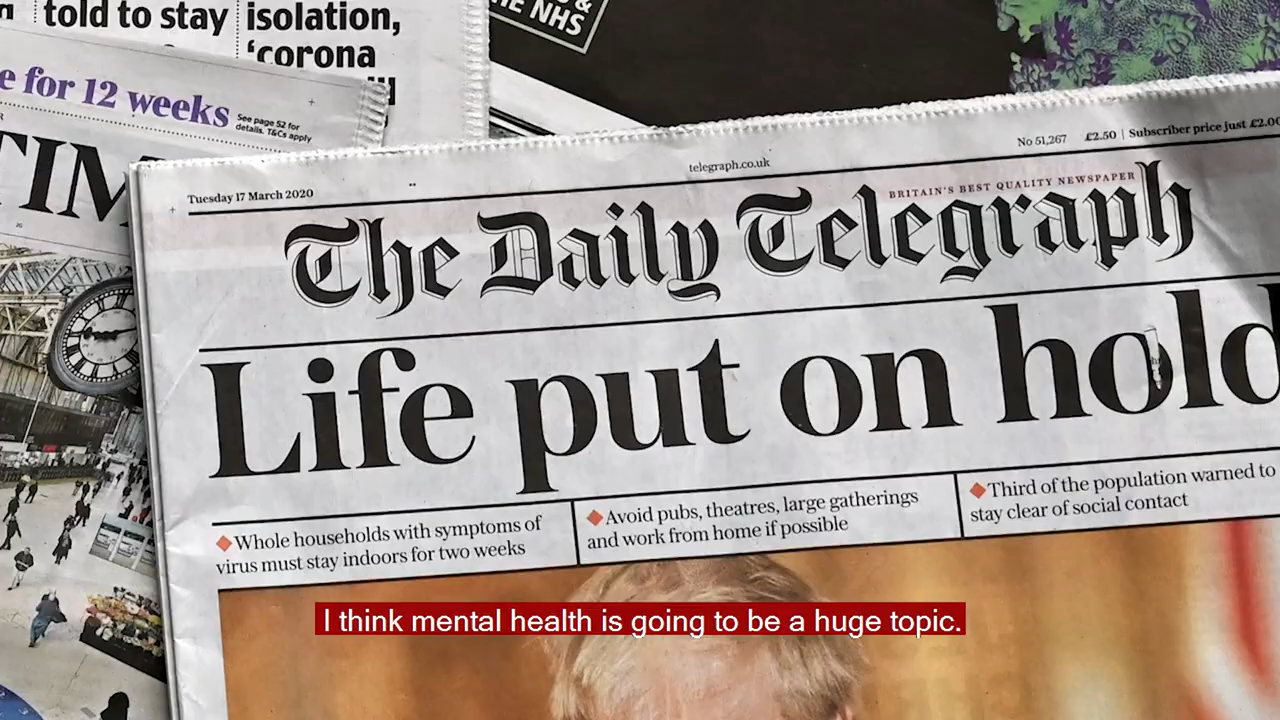 told to stay
isolation,
'corona
THE NHS
e for 12 weeks
See page 52 for
details. T&Cs apply
TIM
Tuesday 17 March 2020
telegraph.co.uk
No 51,267 £2.50 | Subscriber price just £2.00
BRITAIN'S BEST QUALITY NEWSPAPER
The Daily Telegraph
Life put on hold
Whole households with symptoms of
virus must stay indoors for two weeks
Avoid pubs, theatres, large gatherings
and work from home if possible
Third of the population warned to
stay clear of social contact
I think mental health is going to be a huge topic.